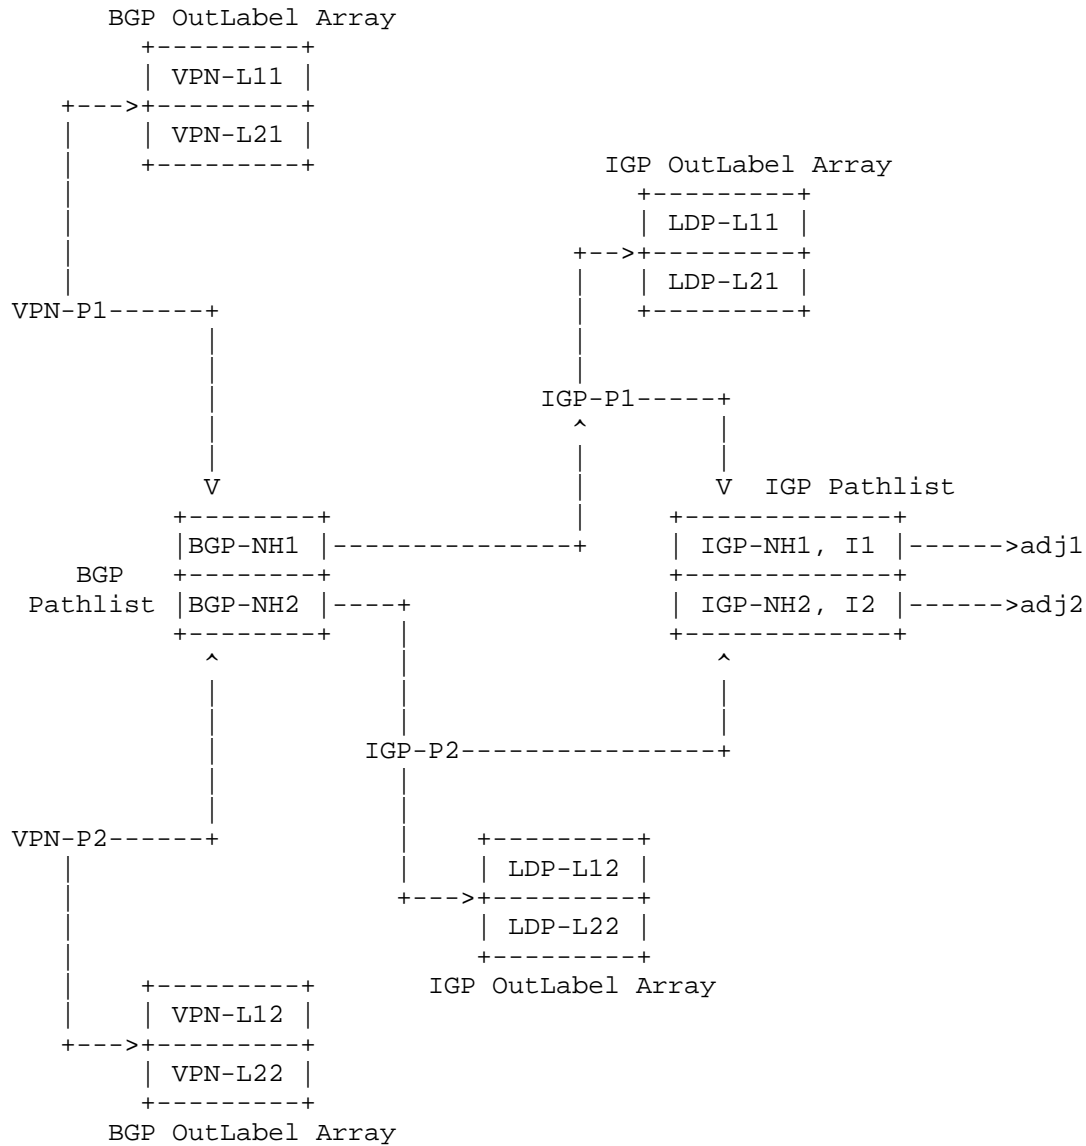 BGP OutLabel Array
VPN-L11
VPN-L21
IGP OutLabel Array
LDP-L11
LDP-L21
VPN-P1
IGP-P1
V V IGP Pathlist
BGP-NH1 IGP-NH1, I1 adj1
BGP
Pathlist BGP-NH2 IGP-NH2, I2 adj2
IGP-P2
VPN-P2
LDP-L12
LDP-L22
IGP OutLabel Array
VPN-L12
VPN-L22
BGP OutLabel Array